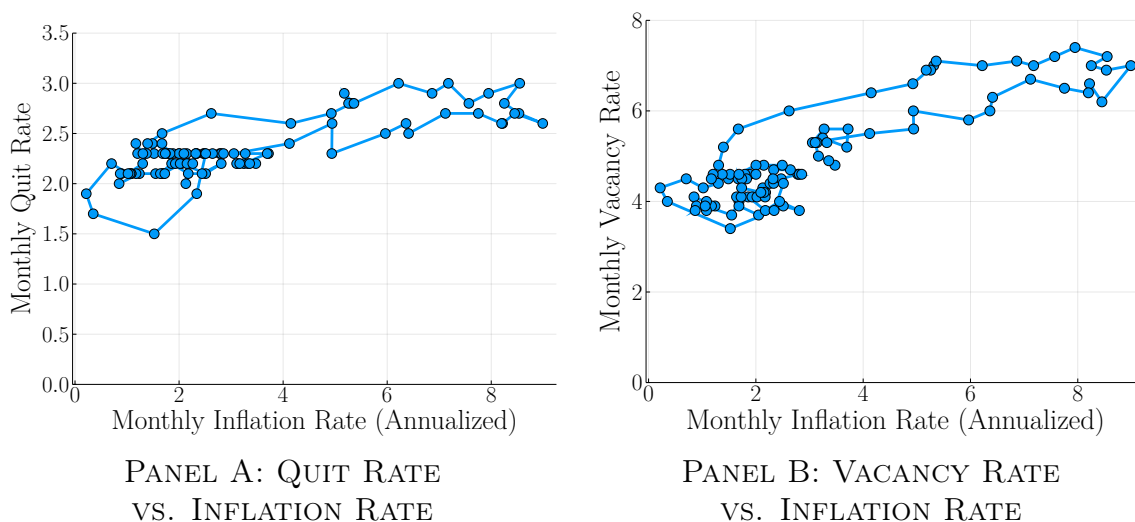 3.5
3.0
2.5
2.0
1.5
1.0
0.5
0.0
Monthly Quit Rate
0
2
4
6
8
Monthly Inflation Rate (Annualized)
PANEL A: QUIT RATE
VS. INFLATION RATE
8
6
4
2
0
Monthly Vacancy Rate
0
2
4
6
8
Monthly Inflation Rate (Annualized)
PANEL B: VACANCY RATE
VS. INFLATION RATE